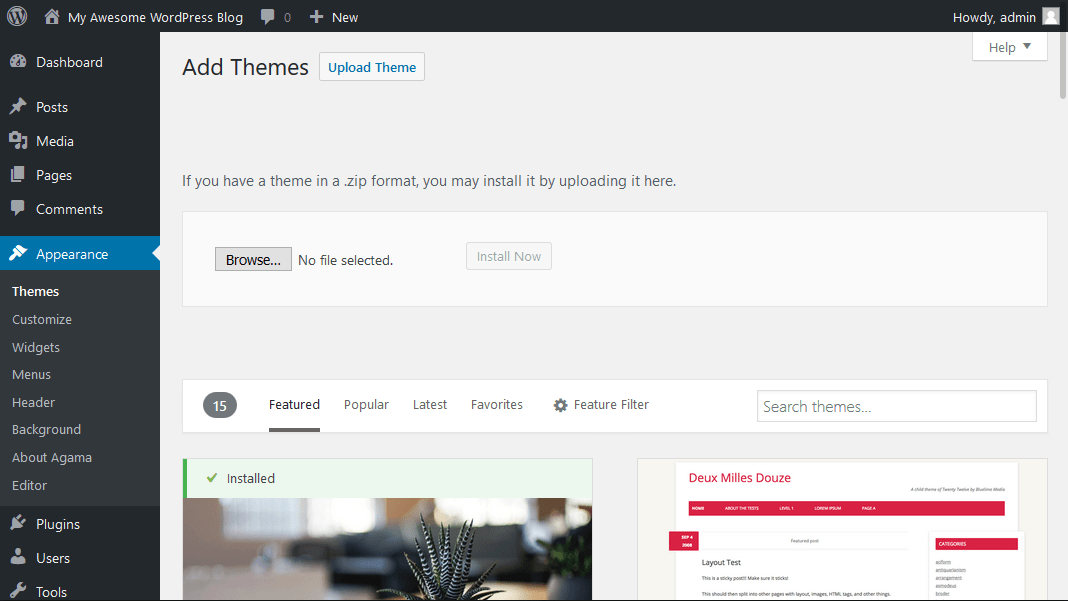 My Awesome WordPress Blog 0 New Howdy, admin
Help
Dashboard
Posts
Media
Pages
Comments
Appearance
Themes
Customize
Widgets
Menus
Header
Background
About Agama
Editor
Plugins
Users
Tools
Add Themes Upload Theme
If you have a theme in a .zip format, you may install it by uploading it here.
Browse... No file selected. Install Now
15 Featured Popular Latest Favorites Feature Filter Search themes...
Installed
Deux Milles Douze
A child theme of Twenty Twelve by Bluelime Media
HOME ABOUT THE TESTS LEVEL 1 LOREM IPSUM PAGE A
SEP 4
2008
Featured post
Layout Test
This is a sticky post!!! Make sure it sticks!
This should then split into other pages with layout, images, HTML tags, and other things.
CATEGORIES
aciform
antiquarianism
arrangement
asmodeus
broder